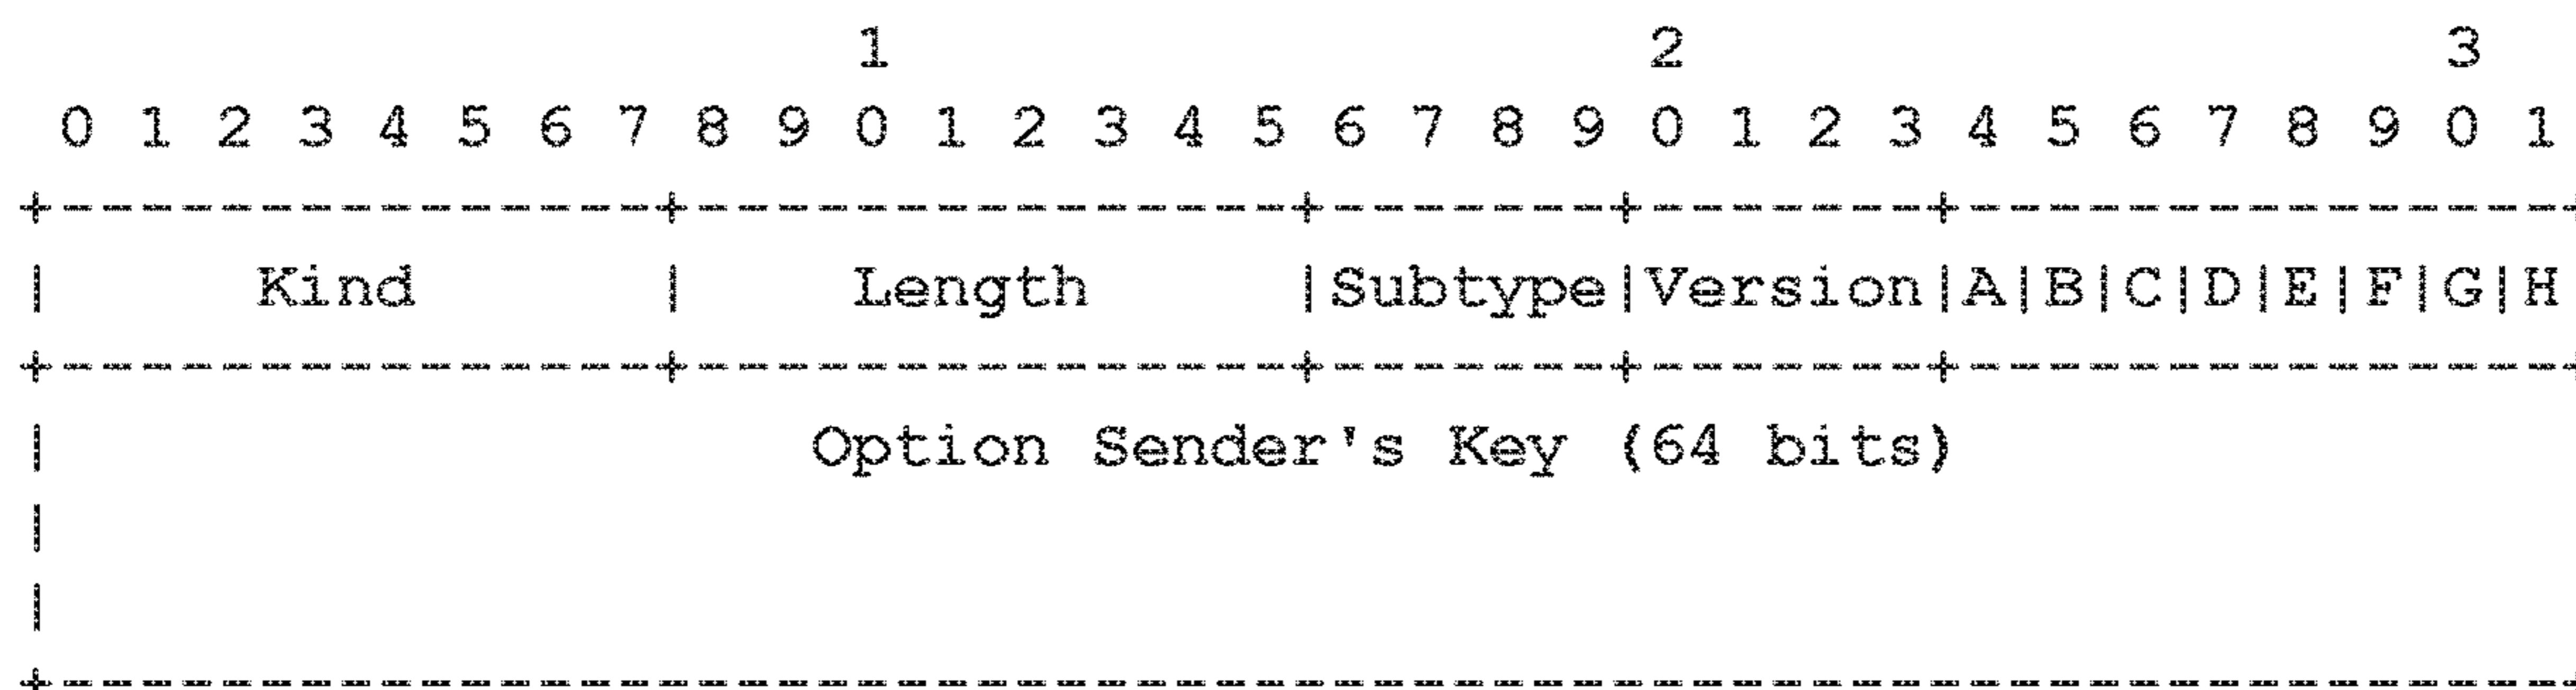 1                   2                   3
 0 1 2 3 4 5 6 7 8 9 0 1 2 3 4 5 6 7 8 9 0 1 2 3 4 5 6 7 8 9 0 1
+---------------+---------------+-------+-------+---------------+
|     Kind      |    Length     |Subtype|Version|A|B|C|D|E|F|G|H
+---------------+---------------+-------+-------+---------------+
|                   Option Sender's Key (64 bits)
|
|
+---------------------------------------------------------------